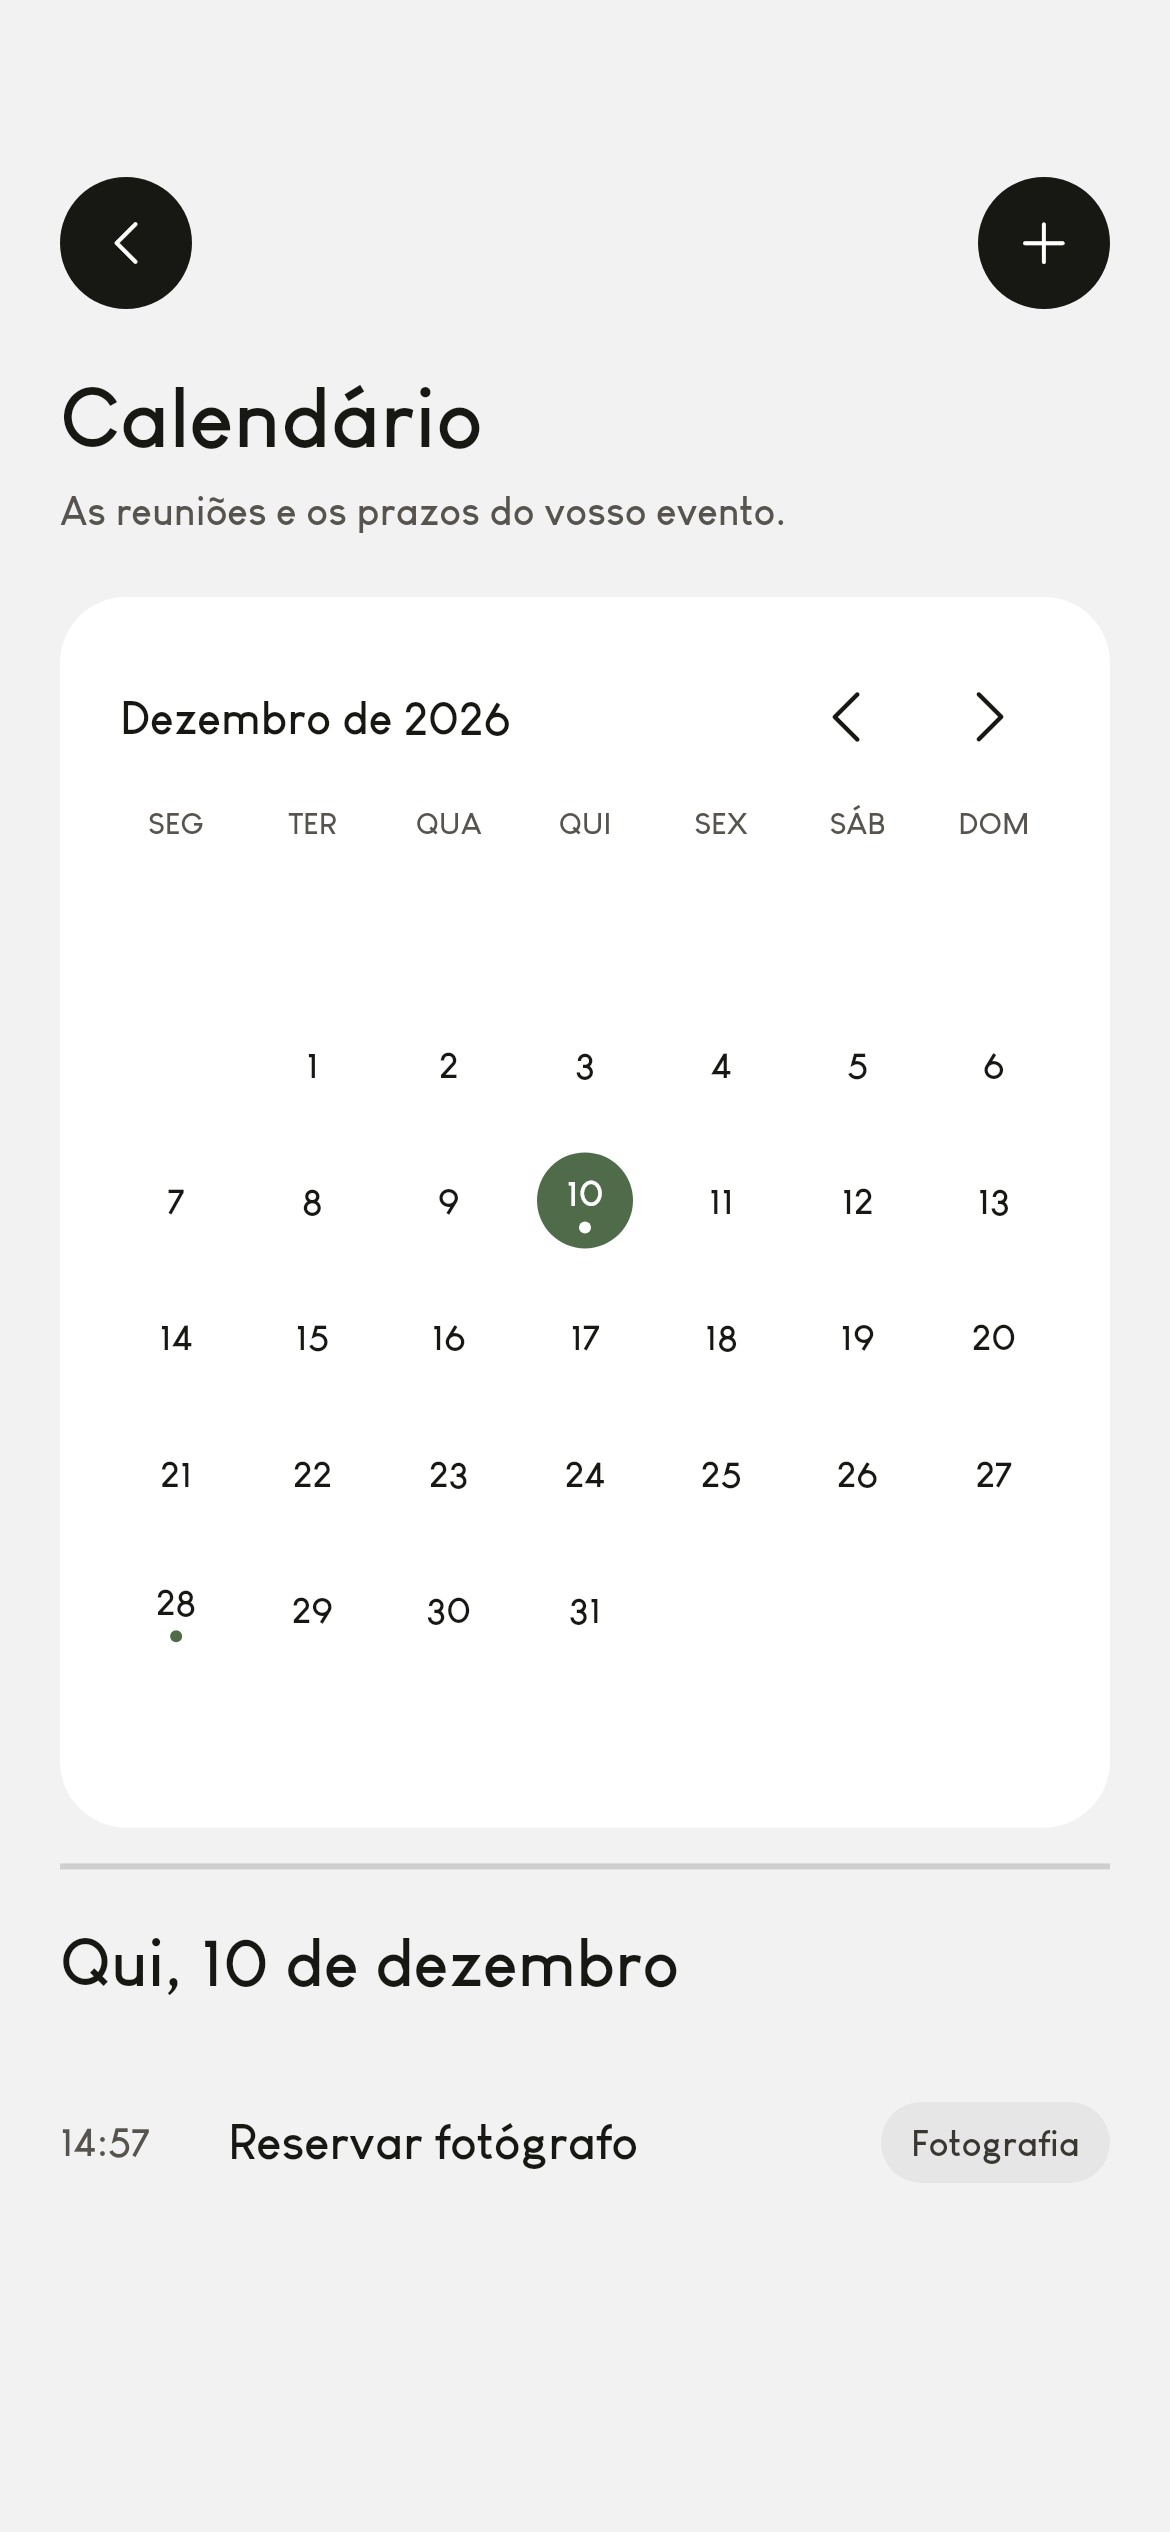 Calendário
As reuniões e os prazos do vosso evento.
Dezembro de 2026
SEG TER QUA QUI SEX SÁB DOM
1 2 3 4 5 6
7 8 9 10 11 12 13
14 15 16 17 18 19 20
21 22 23 24 25 26 27
28 29 30 31
Qui, 10 de dezembro
14:57 Reservar fotógrafo Fotografia